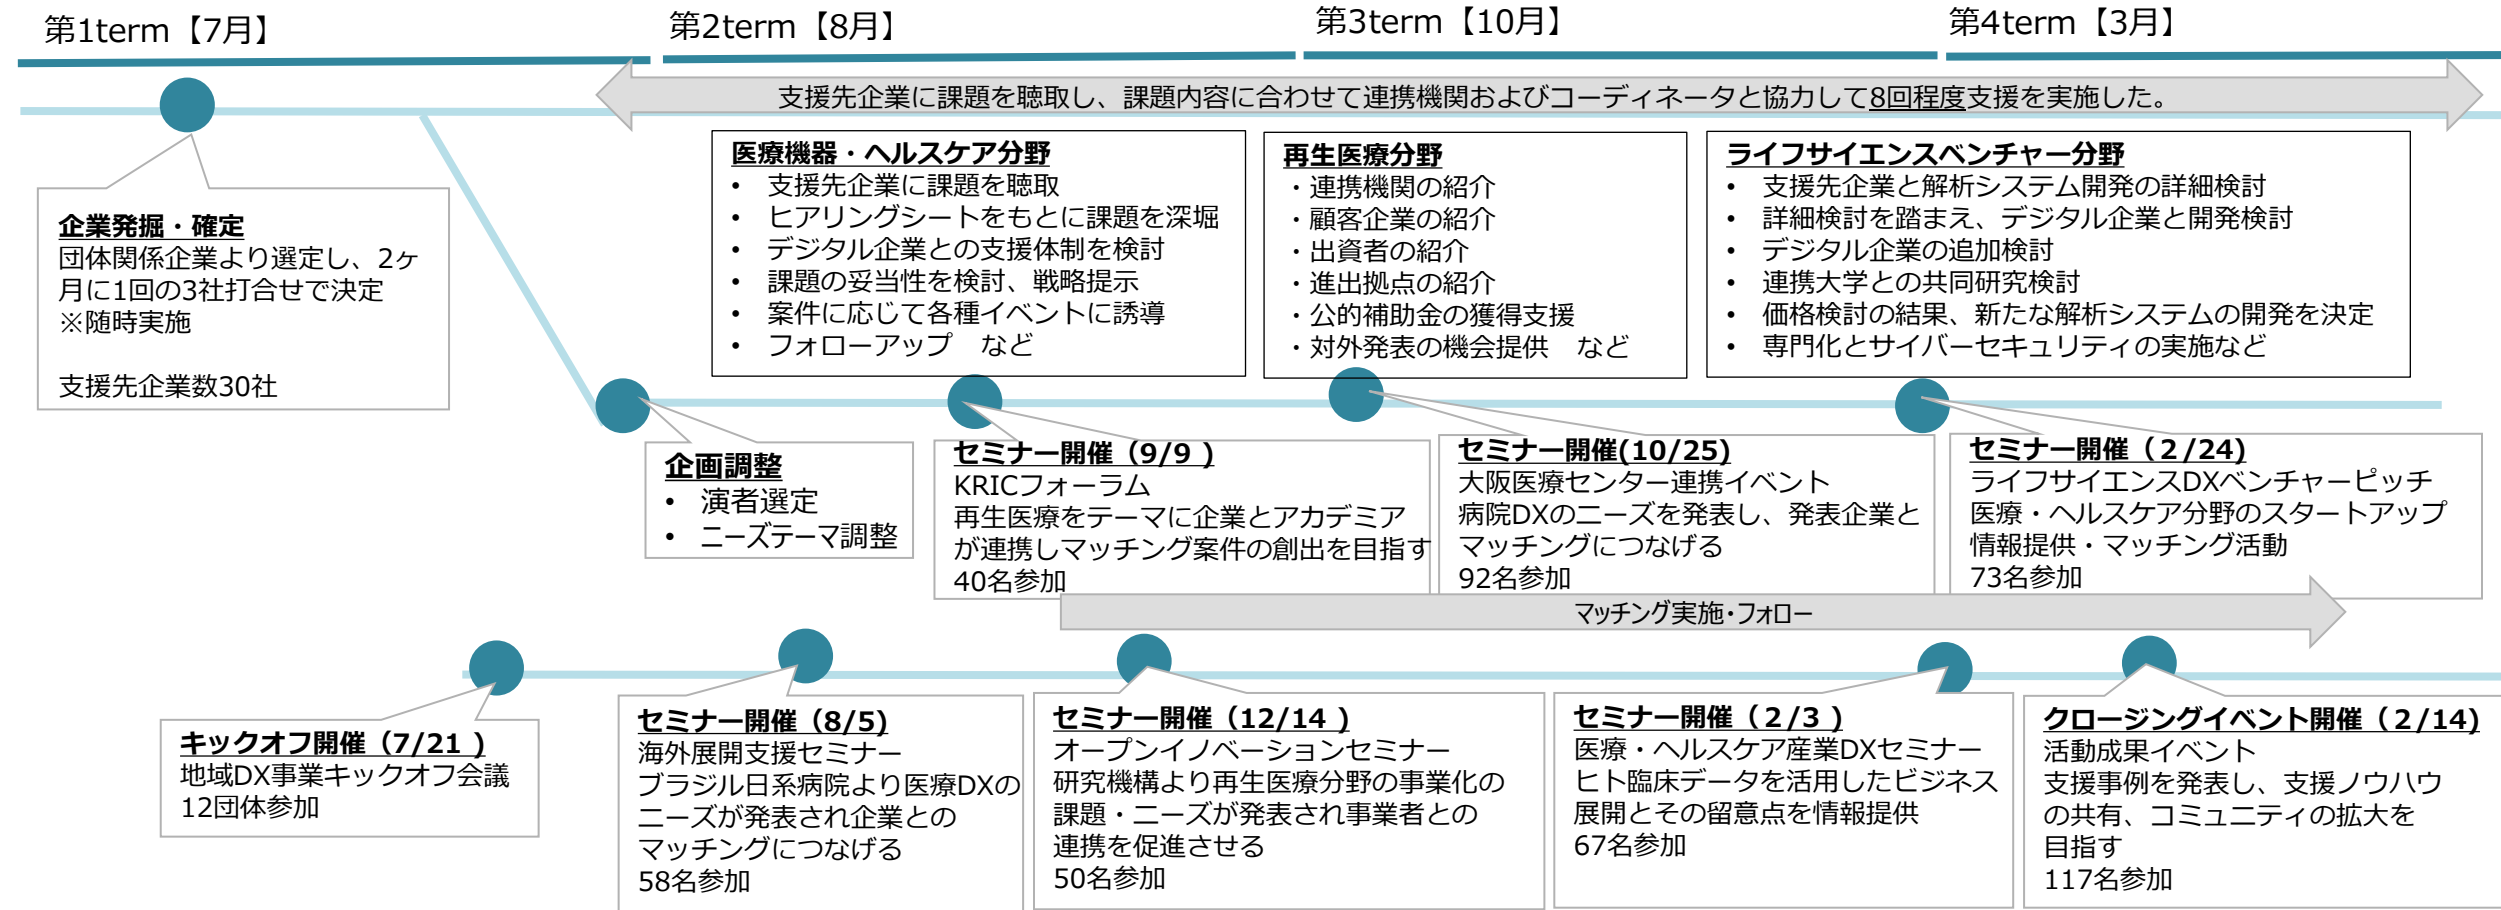 第1term【7月】
第2term【8月】
第3term【10月】
第4term【3月】
支援先企業に課題を聴取し、課題内容に合わせて連携機関およびコーディネータと協力して8回程度支援を実施した。
企業発掘・確定
団体関係企業より選定し、2ヶ
月に1回の3社打合せで決定
※随時実施
支援先企業数30社
医療機器・ヘルスケア分野
• 支援先企業に課題を聴取
• ヒアリングシートをもとに課題を深堀
• デジタル企業との支援体制を検討
• 課題の妥当性を検討、戦略提示
• 案件に応じて各種イベントに誘導
• フォローアップ　など
再生医療分野
・連携機関の紹介
・顧客企業の紹介
・出資者の紹介
・進出拠点の紹介
・公的補助金の獲得支援
・対外発表の機会提供　など
ライフサイエンスベンチャー分野
• 支援先企業と解析システム開発の詳細検討
• 詳細検討を踏まえ、デジタル企業と開発検討
• デジタル企業の追加検討
• 連携大学との共同研究検討
• 価格検討の結果、新たな解析システムの開発を決定
• 専門化とサイバーセキュリティの実施など
企画調整
• 演者選定
• ニーズテーマ調整
セミナー開催（9/9 )
KRICフォーラム
再生医療をテーマに企業とアカデミア
が連携しマッチング案件の創出を目指す
40名参加
セミナー開催(10/25)
大阪医療センター連携イベント
病院DXのニーズを発表し、発表企業と
マッチングにつなげる
92名参加
セミナー開催（２/24)
ライフサイエンスDXベンチャーピッチ
医療・ヘルスケア分野のスタートアップ
情報提供・マッチング活動
73名参加
マッチング実施・フォロー
キックオフ開催（7/21 )
地域DX事業キックオフ会議
12団体参加
セミナー開催（8/5)
海外展開支援セミナー
ブラジル日系病院より医療DXの
ニーズが発表され企業との
マッチングにつなげる
58名参加
セミナー開催（12/14 )
オープンイノベーションセミナー
研究機構より再生医療分野の事業化の
課題・ニーズが発表され事業者との
連携を促進させる
50名参加
セミナー開催（２/3 )
医療・ヘルスケア産業DXセミナー
ヒト臨床データを活用したビジネス
展開とその留意点を情報提供
67名参加
クロージングイベント開催（２/14)
活動成果イベント
支援事例を発表し、支援ノウハウ
の共有、コミュニティの拡大を
目指す
117名参加